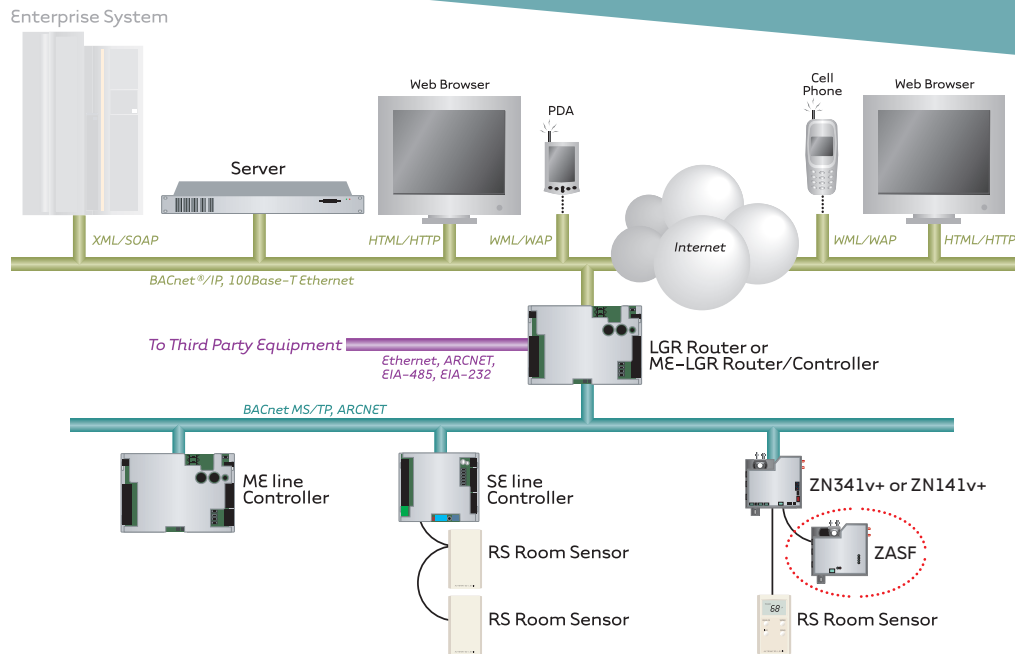 Enterprise System
Server
Web Browser
PDA
Cell
Phone
Web Browser
XML/SOAP
HTML/HTTP
WML/WAP
Internet
WML/WAP
HTML/HTTP
BACnet®/IP, 100Base-T Ethernet
To Third Party Equipment
Ethernet, ARCNET,
EIA-485, EIA-232
LGR Router or
ME-LGR Router/Controller
BACnet MS/TP, ARCNET
ME line
Controller
SE line
Controller
ZN341v+ or ZN141v+
RS Room Sensor
ZASF
RS Room Sensor
68°
RS Room Sensor